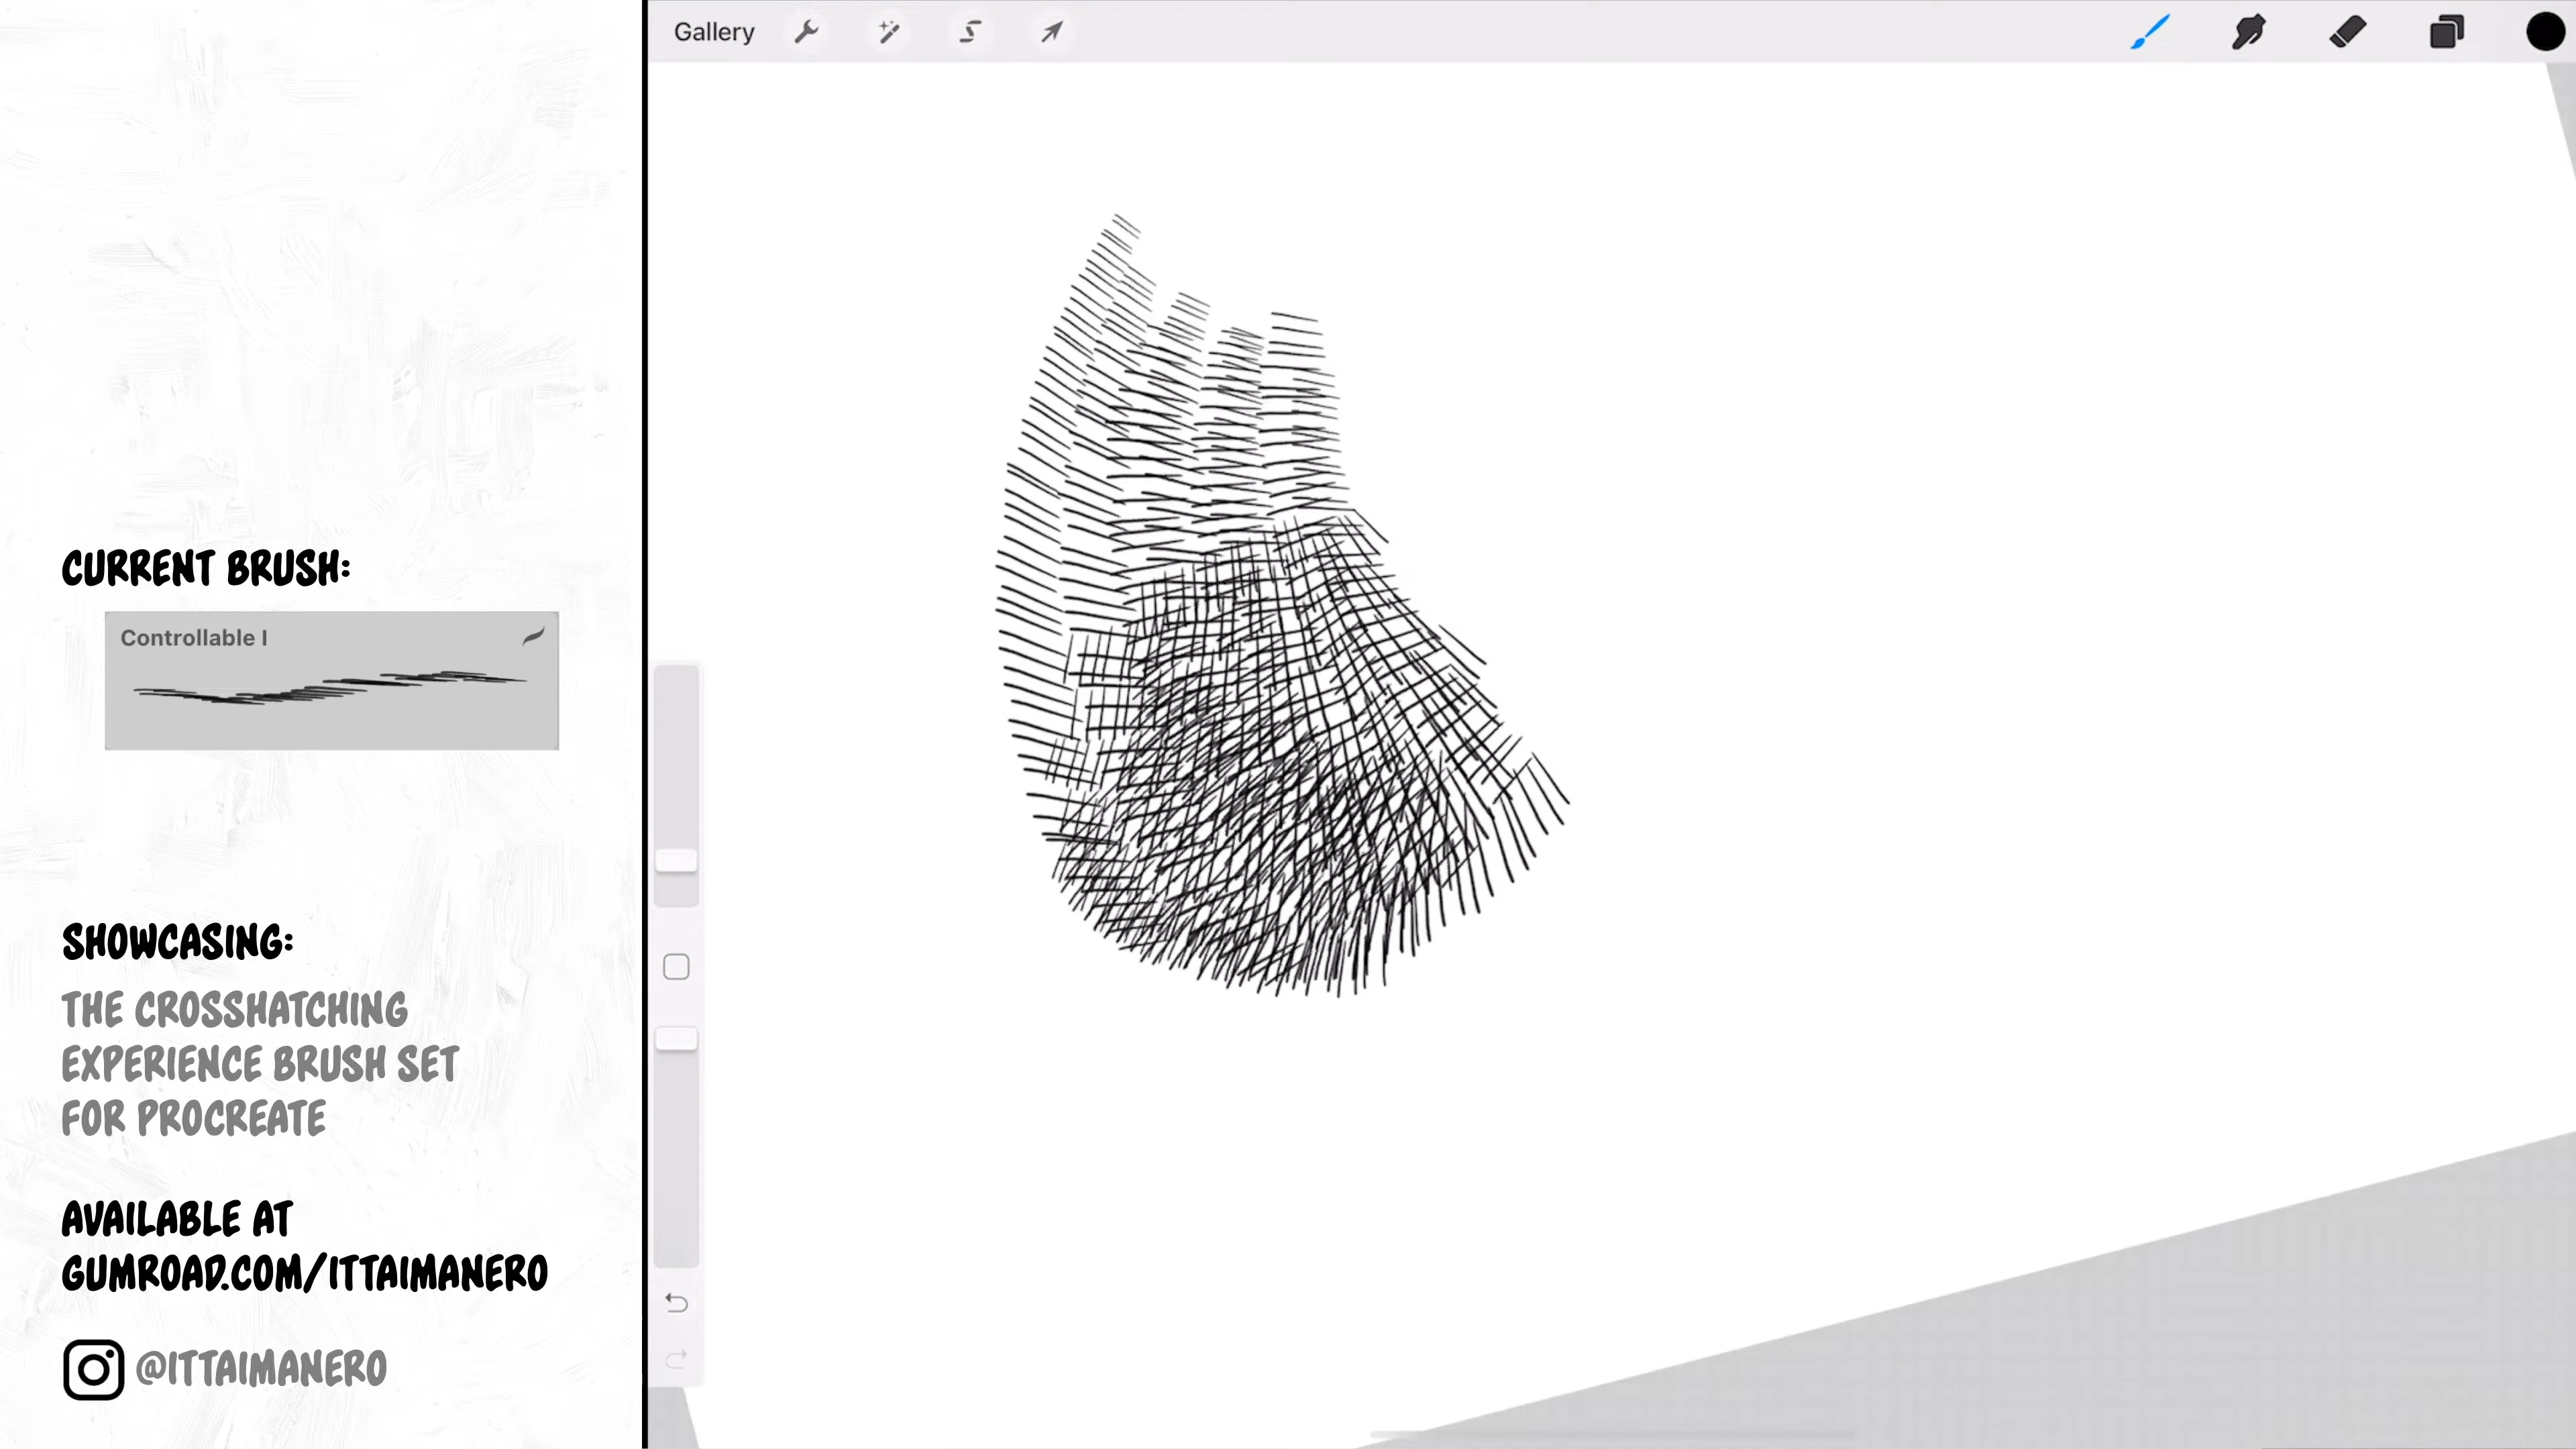 Gallery
CURRENT BRUSH:
Controllable I
SHOWCASING:
THE CROSSHATCHING
EXPERIENCE BRUSH SET
FOR PROCREATE
AVAILABLE AT
GUMROAD.COM/ITTAIMANERO
@ITTAIMANERO